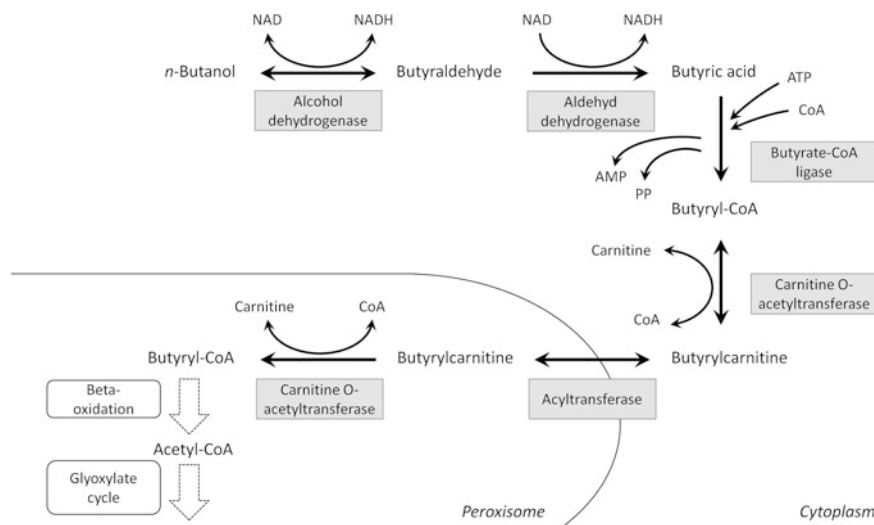 NAD
NADH
NAD
NADH
n-Butanol
Butyraldehyde
Butyric acid
ATP
Alcohol
dehydrogenase
Aldehyd
dehydrogenase
CoA
Butyrate-CoA
ligase
AMP
PP
Butyryl-CoA
Carnitine
Carnitine O-
acetyltransferase
CoA
Carnitine
CoA
Butyryl-CoA
Butyrylcarnitine
Butyrylcarnitine
Beta-
oxidation
Carnitine O-
acetyltransferase
Acyltransferase
Acetyl-CoA
Glyoxylate
cycle
Peroxisome
Cytoplasm